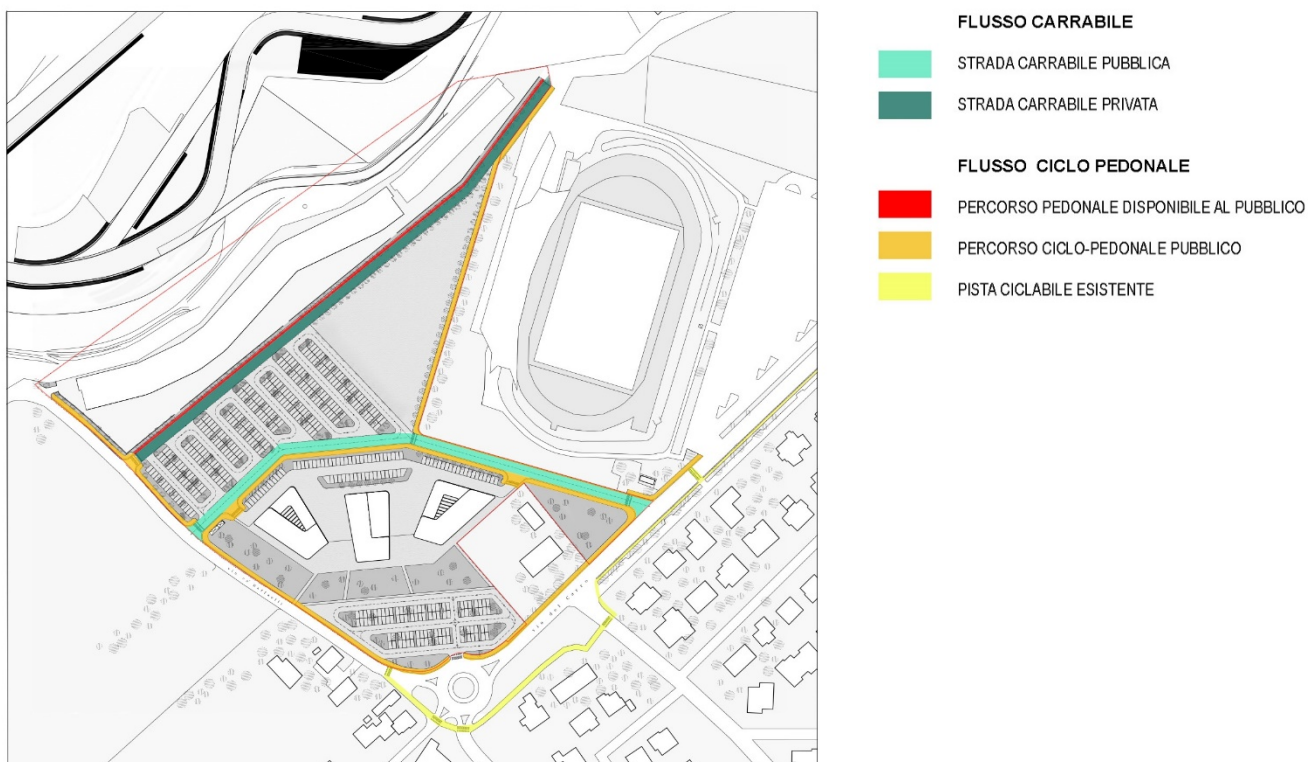 FLUSSO CARRABILE
STRADA CARRABILE PUBBLICA
STRADA CARRABILE PRIVATA
FLUSSO CICLO PEDONALE
PERCORSO PEDONALE DISPONIBILE AL PUBBLICO
PERCORSO CICLO-PEDONALE PUBBLICO
PISTA CICLABILE ESISTENTE